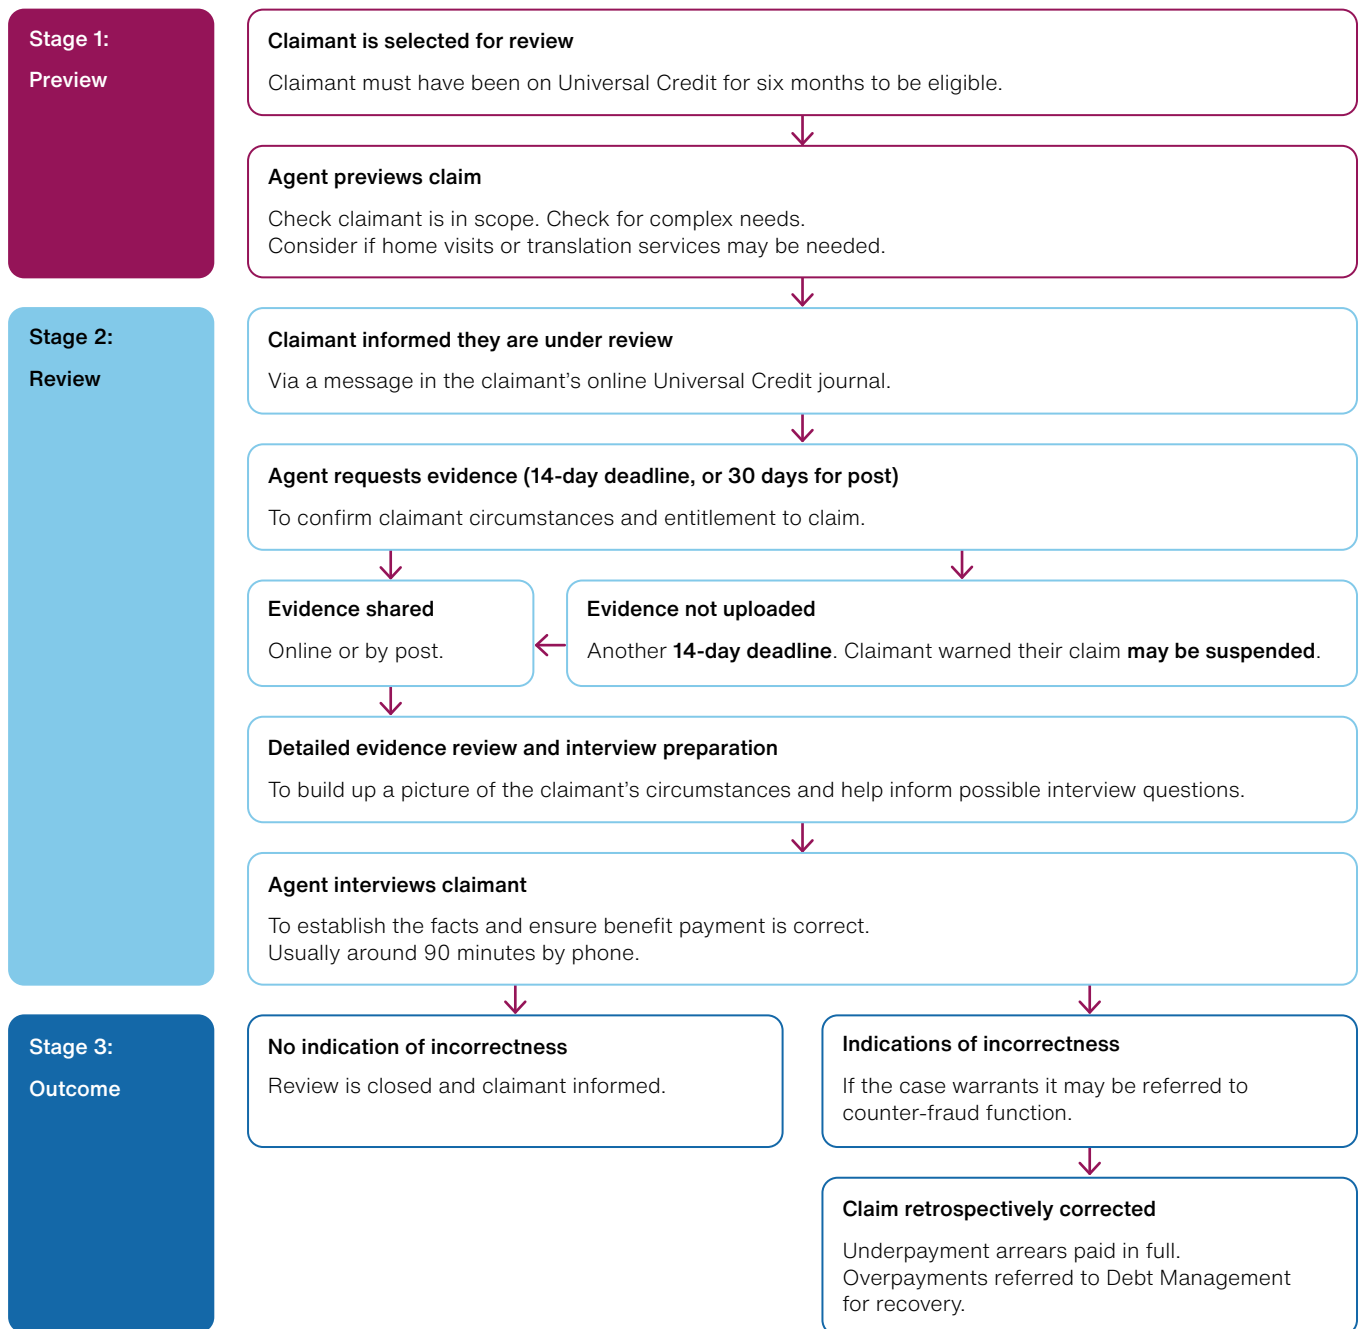 Stage 1:
Preview
Claimant is selected for review
Claimant must have been on Universal Credit for six months to be eligible.
Agent previews claim
Check claimant is in scope. Check for complex needs.
Consider if home visits or translation services may be needed.
Stage 2:
Review
Claimant informed they are under review
Via a message in the claimant’s online Universal Credit journal.
Agent requests evidence (14-day deadline, or 30 days for post)
To confirm claimant circumstances and entitlement to claim.
Evidence shared
Online or by post.
Evidence not uploaded
Another 14-day deadline. Claimant warned their claim may be suspended.
Detailed evidence review and interview preparation
To build up a picture of the claimant’s circumstances and help inform possible interview questions.
Agent interviews claimant
To establish the facts and ensure benefit payment is correct.
Usually around 90 minutes by phone.
Stage 3:
Outcome
No indication of incorrectness
Review is closed and claimant informed.
Indications of incorrectness
If the case warrants it may be referred to
counter-fraud function.
Claim retrospectively corrected
Underpayment arrears paid in full.
Overpayments referred to Debt Management
for recovery.